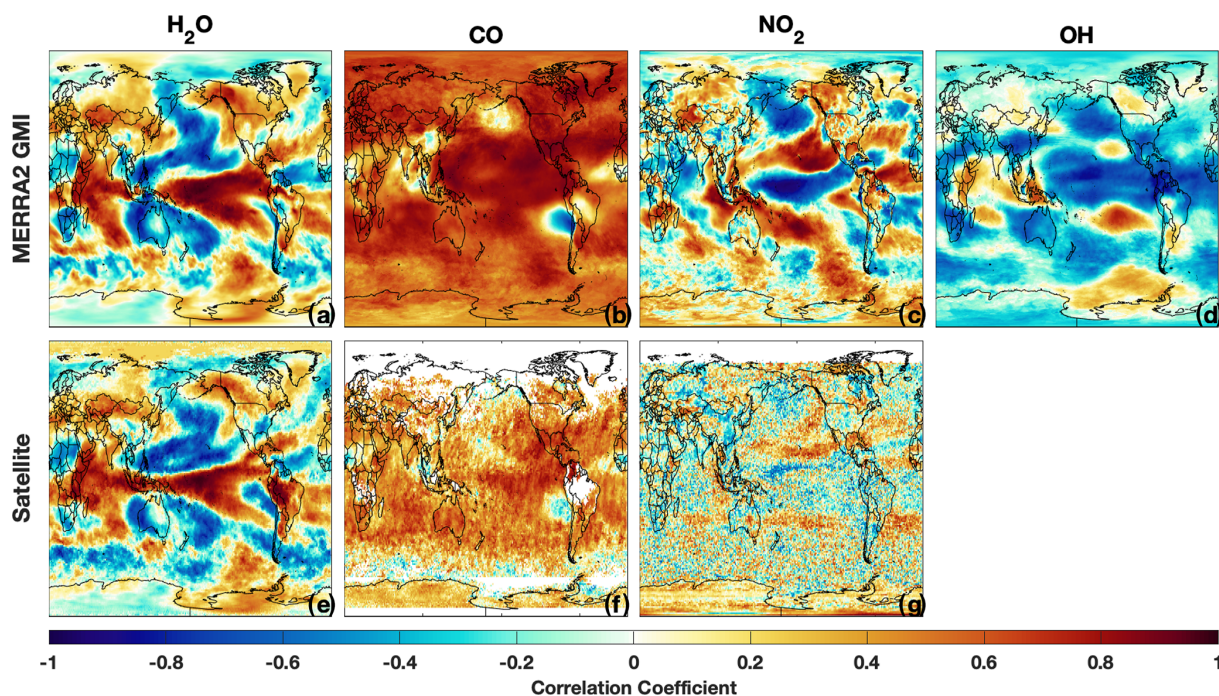 H2O CO NO2 OH
MERRA2 GMI
(a) (b) (c) (d)
Satellite
(e) (f) (g)
-1 -0.8 -0.6 -0.4 -0.2 0 0.2 0.4 0.6 0.8 1
Correlation Coefficient